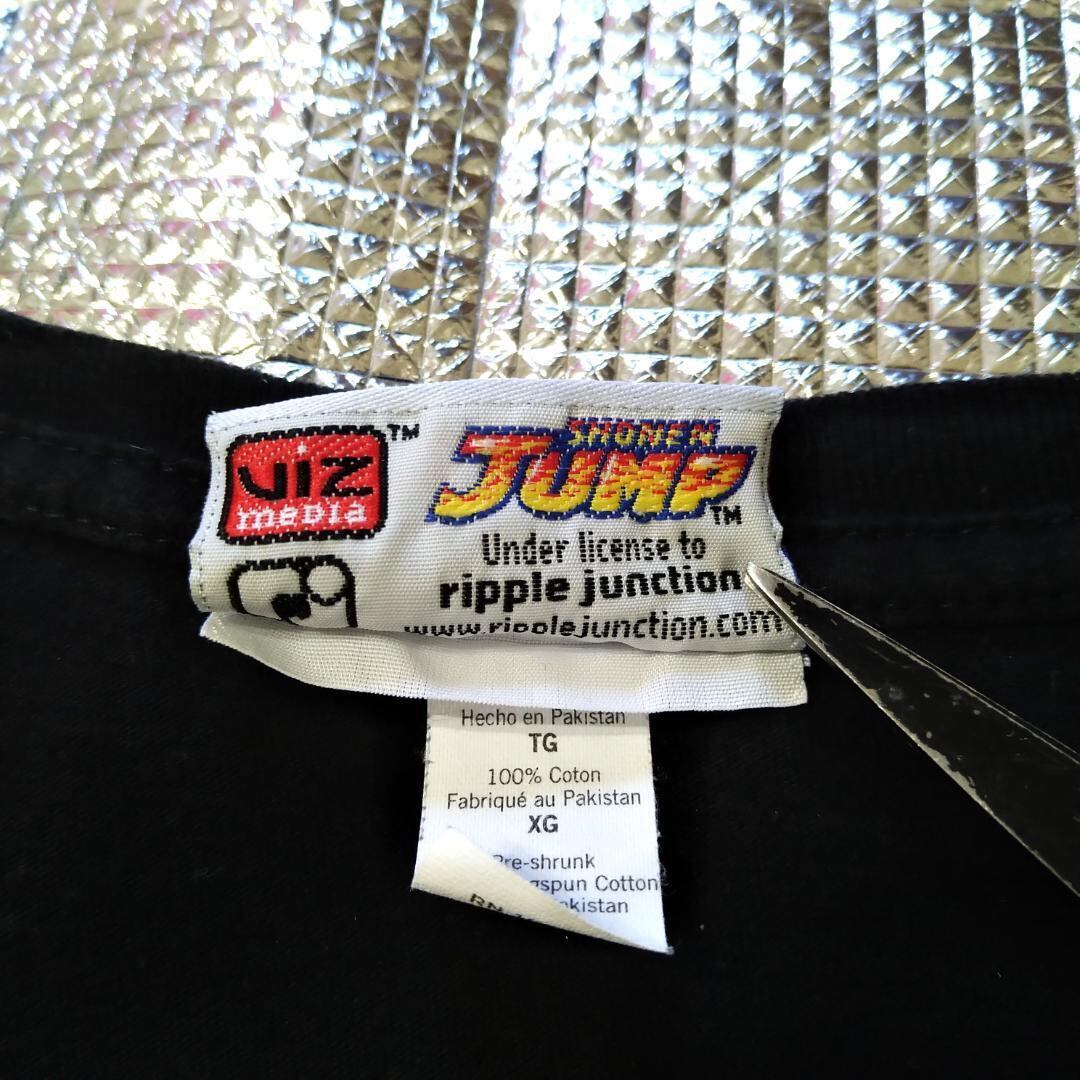 VIZ
media
TM
SHONEN
JUMP
TM
Under license to
ripple junction
www.ripplejunction.com
Hecho en Pakistan
TG
100% Coton
Fabriqué au Pakistan
XG
Pre-shrunk
Cotton
RN